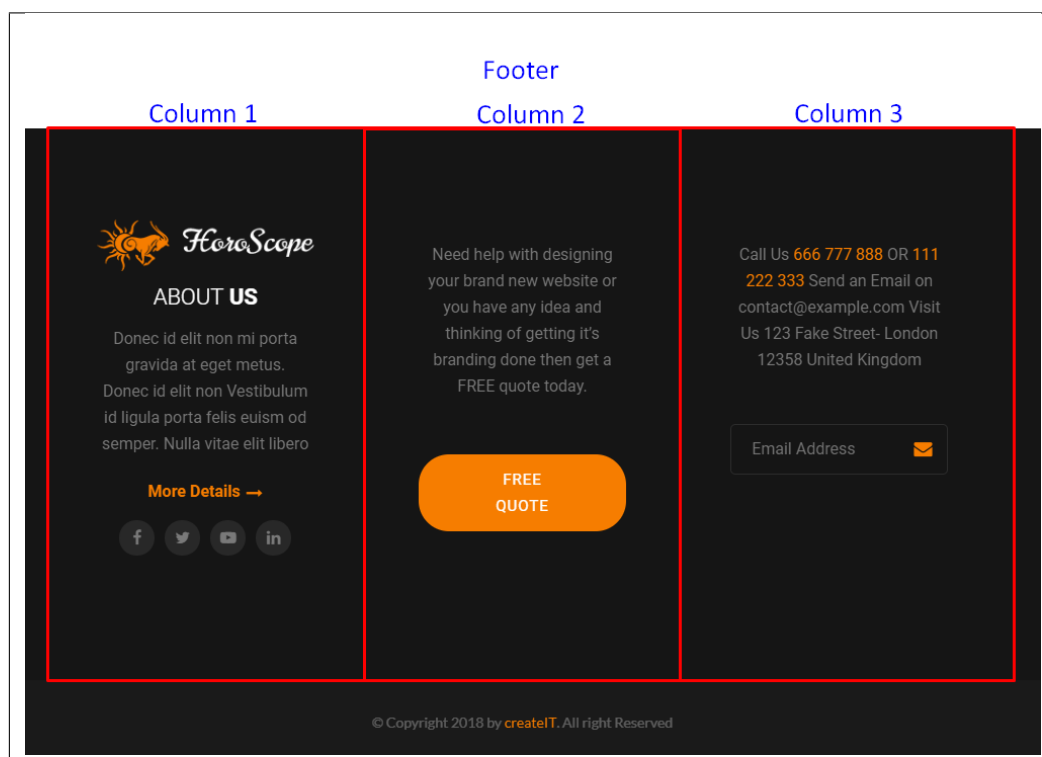 Footer
Column 1
Column 2
Column 3
HoroScope
ABOUT US
Donec id elit non mi porta
gravida at eget metus.
Donec id elit non Vestibulum
id ligula porta felis euism od
semper. Nulla vitae elit libero
More Details →
Need help with designing
your brand new website or
you have any idea and
thinking of getting it's
branding done then get a
FREE quote today.
FREE
QUOTE
Call Us 666 777 888 OR 111
222 333 Send an Email on
contact@example.com Visit
Us 123 Fake Street- London
12358 United Kingdom
Email Address
© Copyright 2018 by createIT. All right Reserved